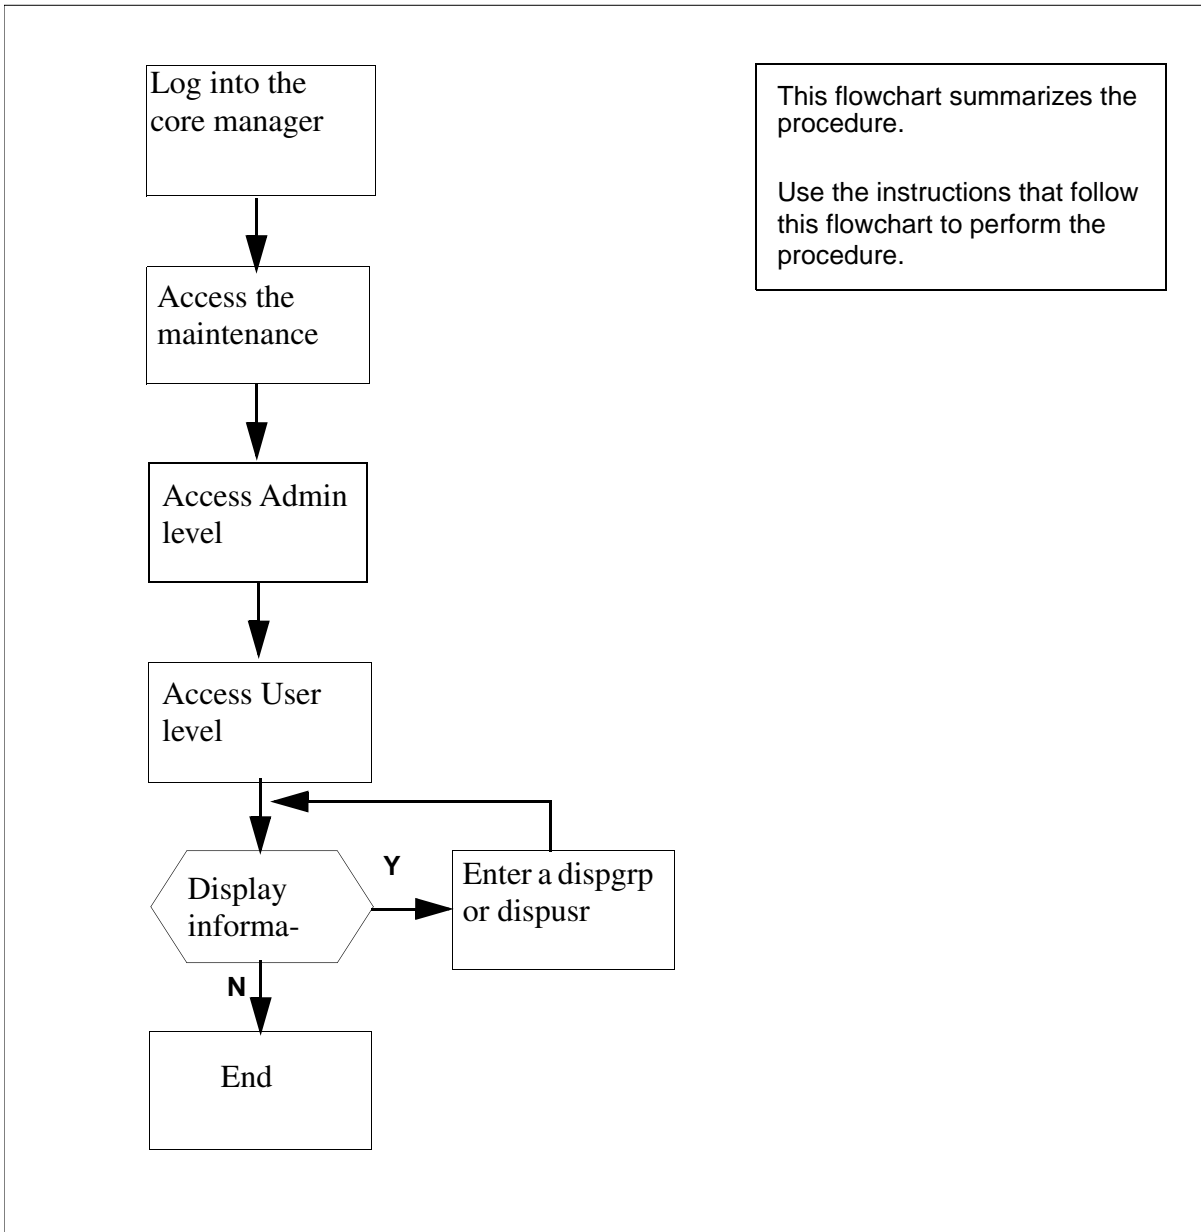 Log into the
core manager
This flowchart summarizes the
procedure.
Use the instructions that follow
this flowchart to perform the
procedure.
Access the
maintenance
Access Admin
level
Access User
level
Display
informa-
Y
Enter a dispgrp
or dispusr
N
End